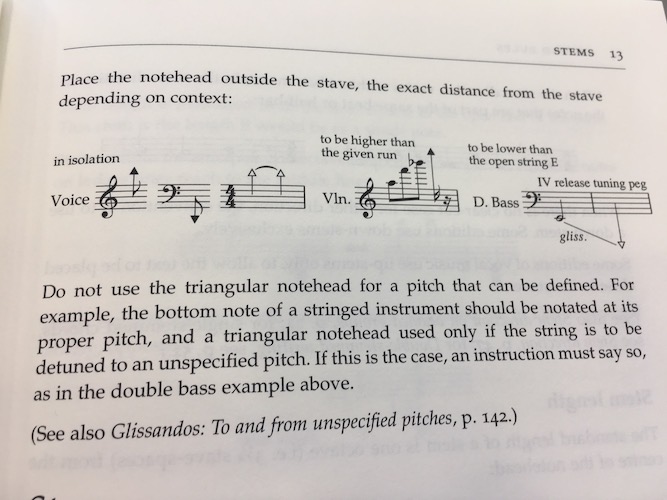 STEMS 13
Place the notehead outside the stave, the exact distance from the stave
depending on context:
in isolation
to be higher than
the given run
to be lower than
the open string E
IV release tuning peg
Voice
4
4
Vln.
D. Bass
gliss.
Do not use the triangular notehead for a pitch that can be defined. For
example, the bottom note of a stringed instrument should be notated at its
proper pitch, and a triangular notehead used only if the string is to be
detuned to an unspecified pitch. If this is the case, an instruction must say so,
as in the double bass example above.
(See also Glissandos: To and from unspecified pitches, p. 142.)